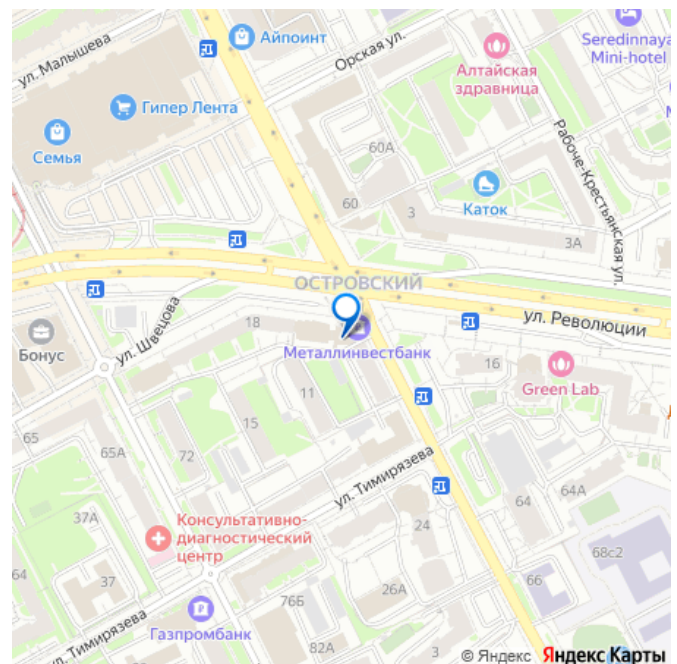 ул. Малышева
Айпоинт
Орская ул.
Seredinnaya
Mini-hotel
Алтайская
здравница
Гипер Лента
Семья
60А
Рабоче-Крестьянская ул.
60
3
Каток
3А
ОСТРОВСКИЙ
ул. Революции
ул. Швецова
18
Металлинвестбанк
Бонус
16
Green Lab
11
15
65
65А
72
ул. Тимирязева
64
64А
37А
Консультативно-
диагностический
центр
24
68с2
64
37
76Б
26А
66
Газпромбанк
ул. Тимирязева
82А
3
© Яндекс Яндекс Карты